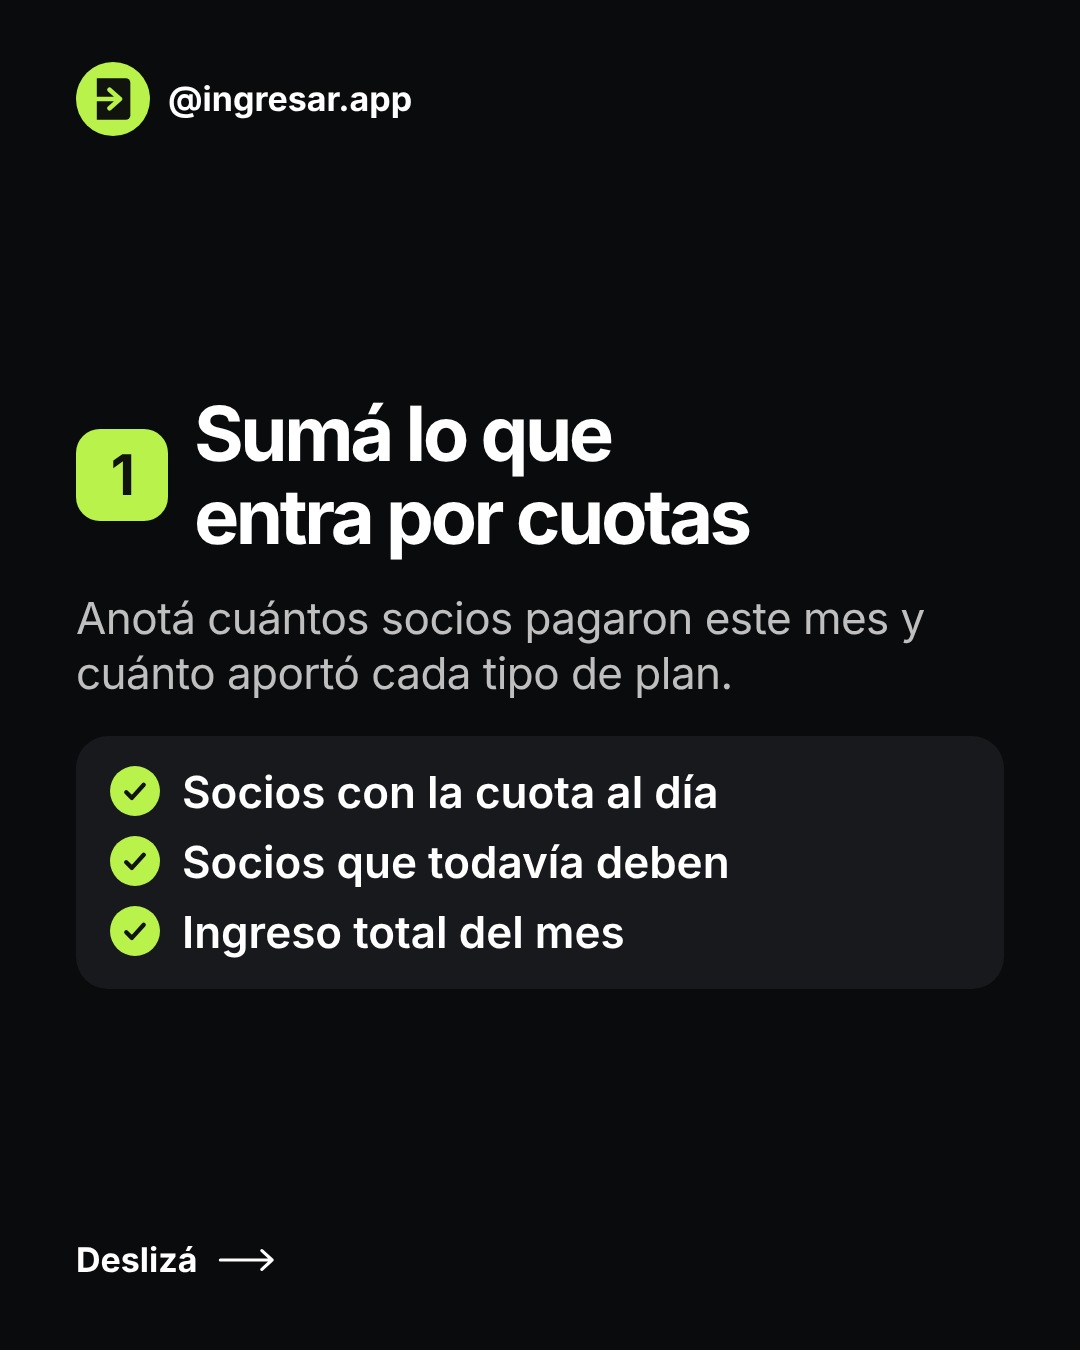 @ingresar.app
1
Sumá lo que
entra por cuotas
Anotá cuántos socios pagaron este mes y
cuánto aportó cada tipo de plan.
Socios con la cuota al día
Socios que todavía deben
Ingreso total del mes
Deslizá